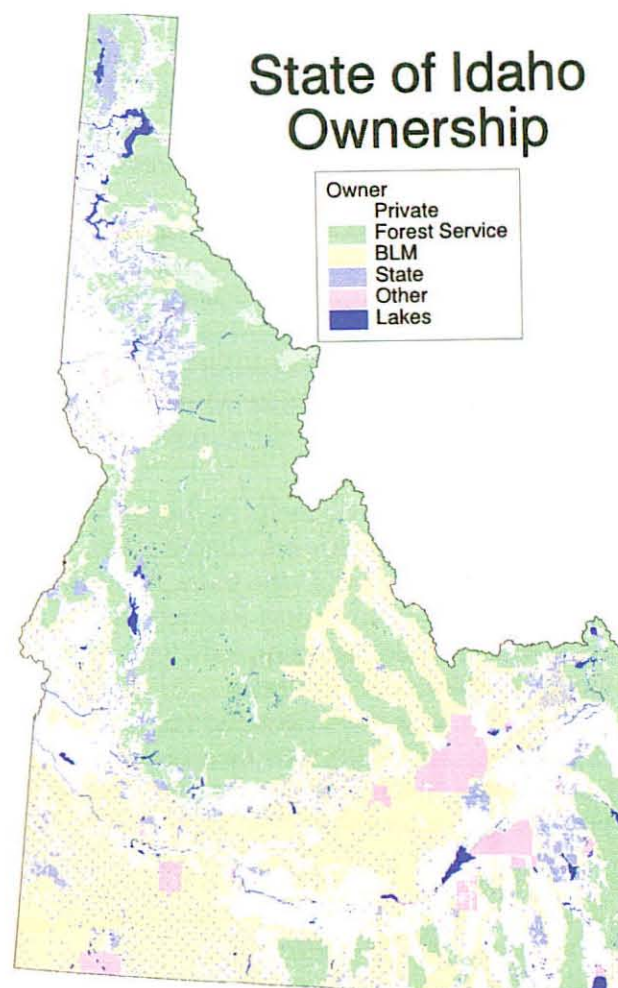 State of Idaho
Ownership
Owner
Private
Forest Service
BLM
State
Other
Lakes